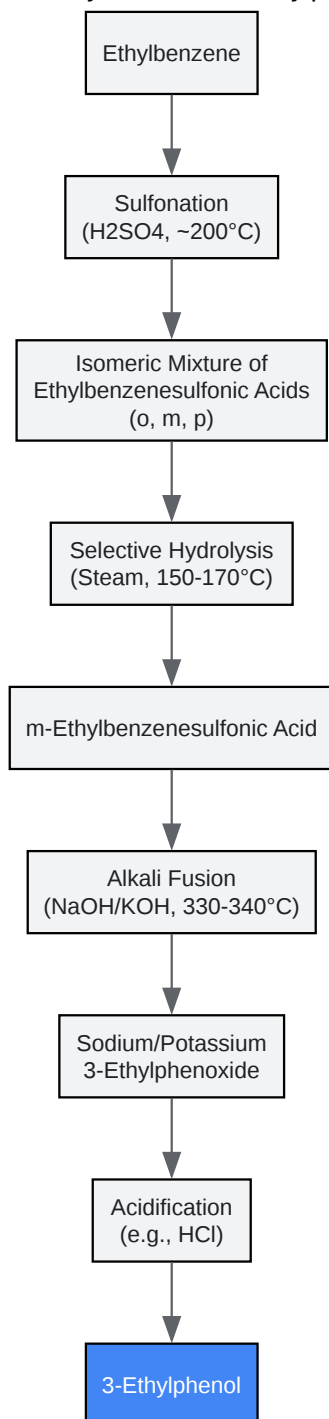 Ethylbenzene
Sulfonation
(H2SO4, ~200°C)
Isomeric Mixture of
Ethylbenzenesulfonic Acids
(o, m, p)
Selective Hydrolysis
(Steam, 150-170°C)
m-Ethylbenzenesulfonic Acid
Alkali Fusion
(NaOH/KOH, 330-340°C)
Sodium/Potassium
3-Ethylphenoxide
Acidification
(e.g., HCl)
3-Ethylphenol